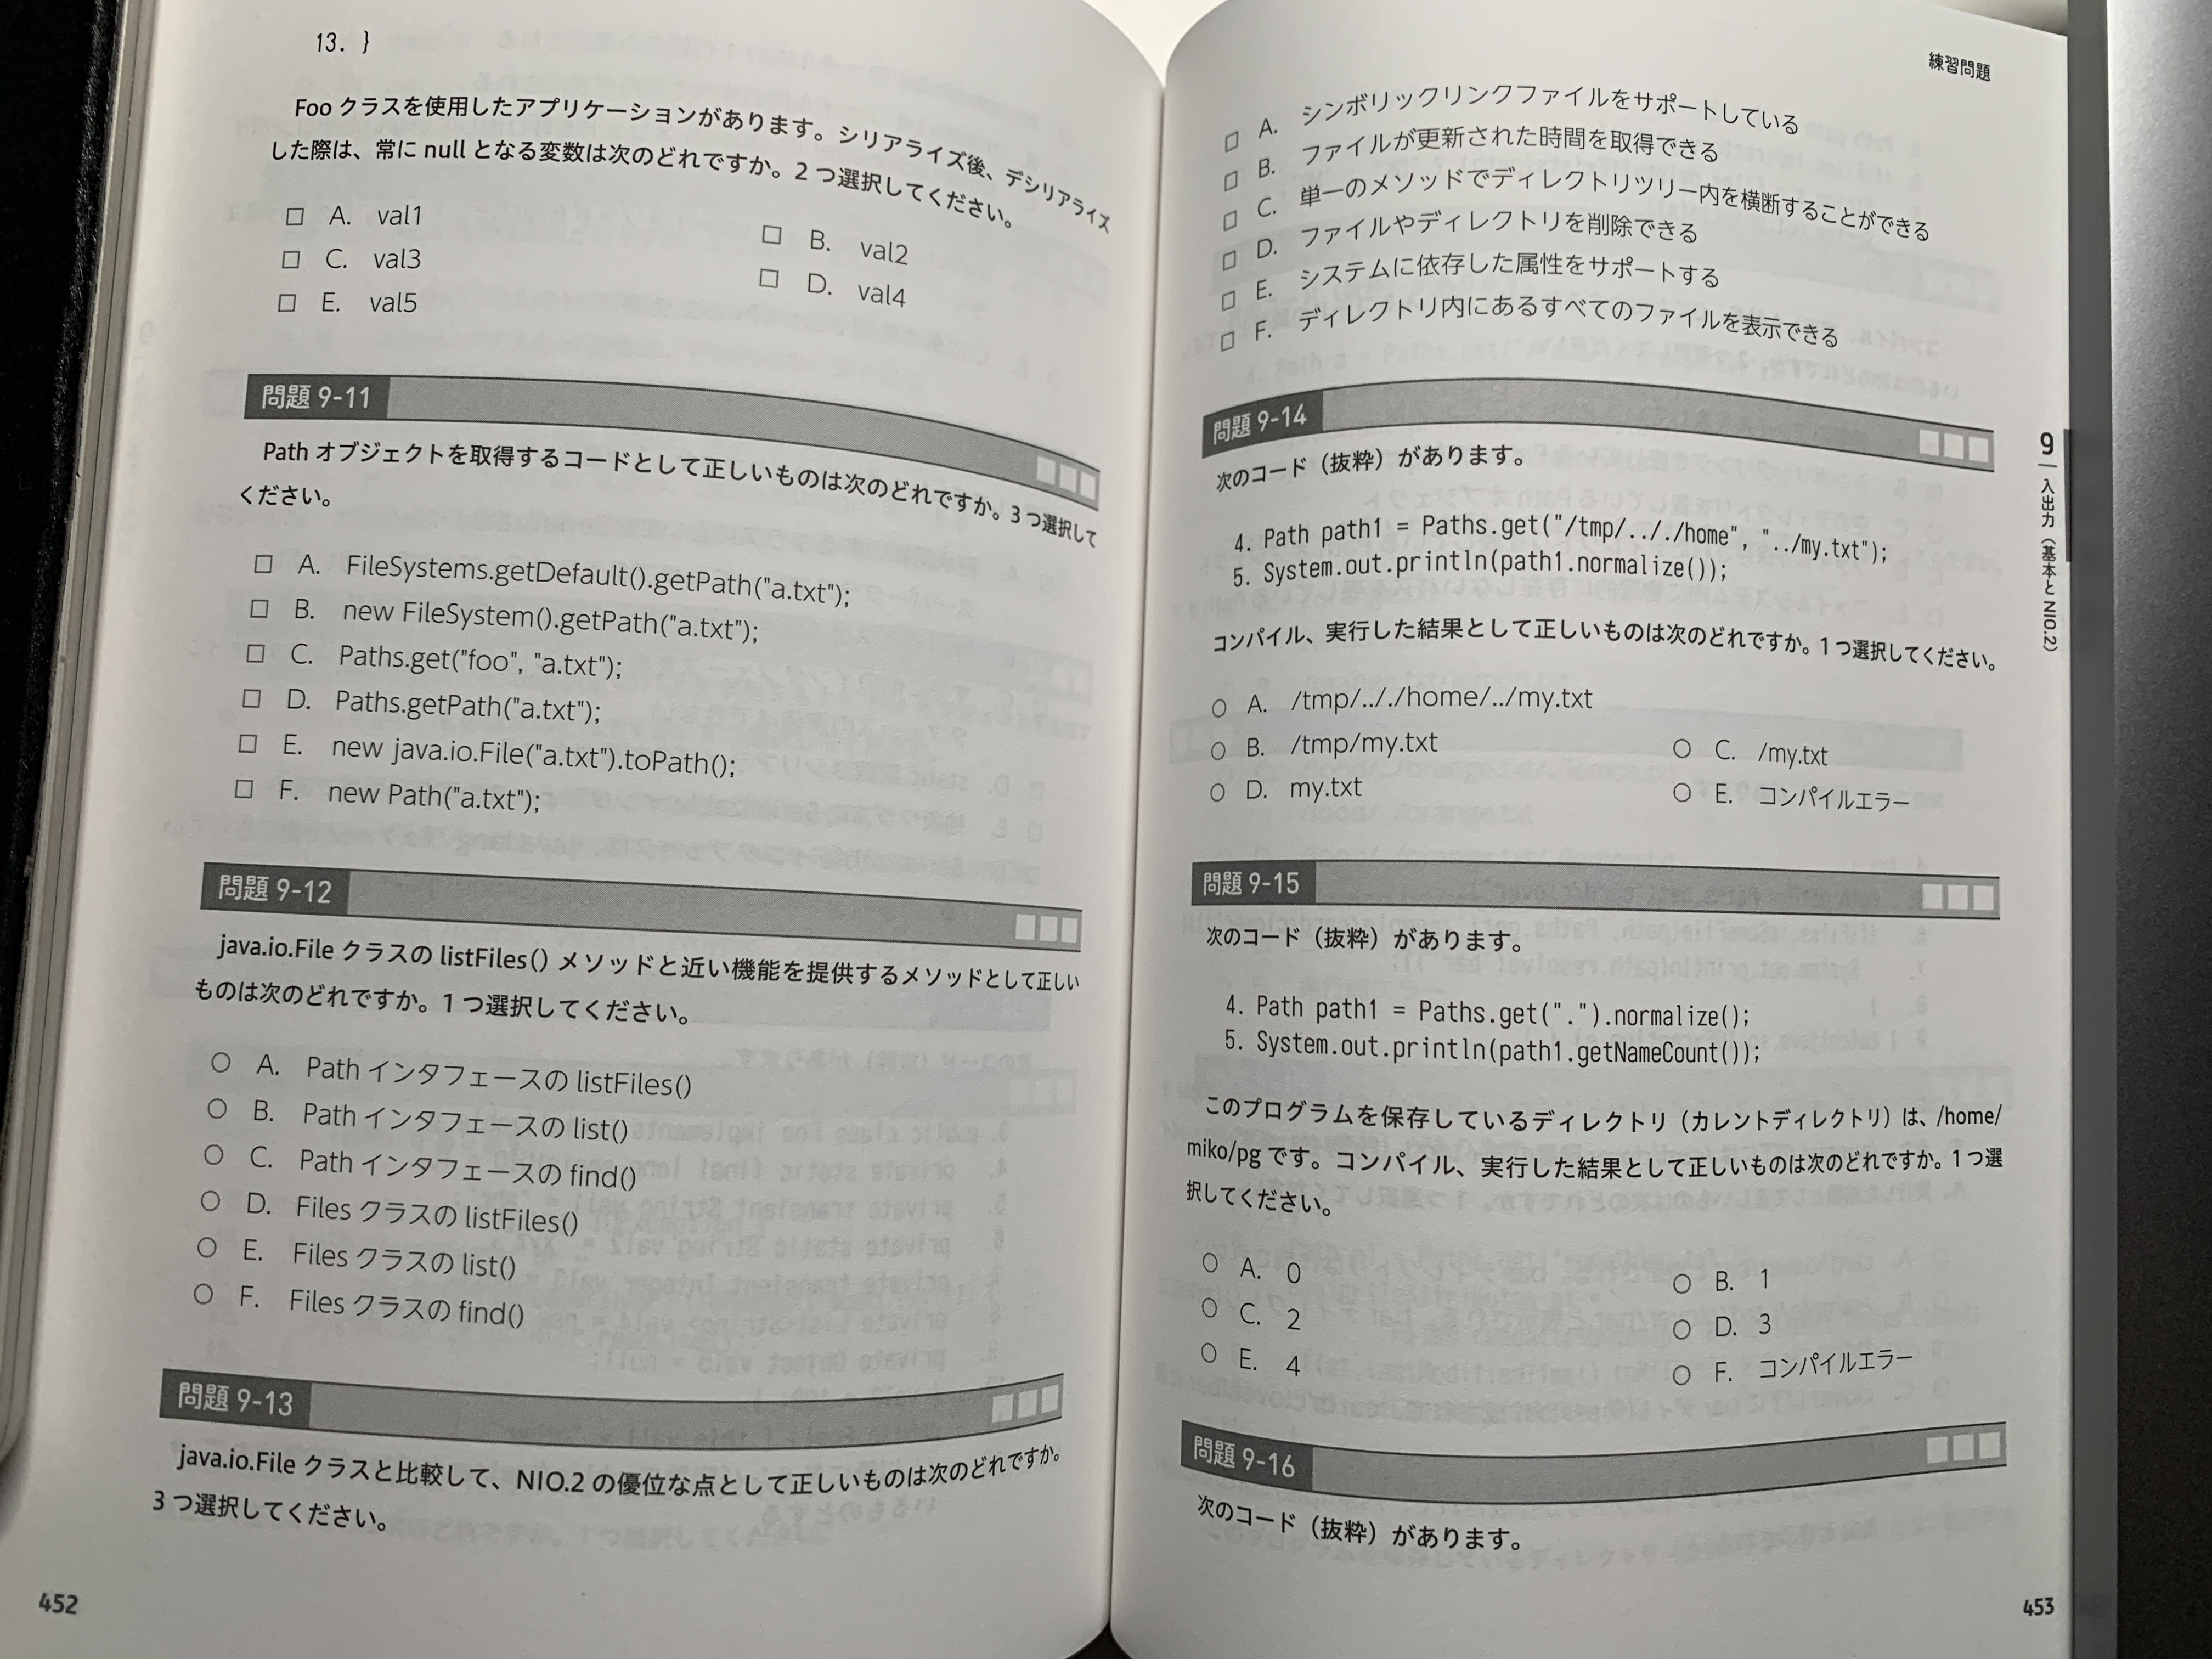 13. }
Foo クラスを使用したアプリケーションがあります。シリアライズ後、デシリアライズ
した際は、常に null となる変数は次のどれですか。2 つ選択してください。
□ A. val1
□ B. val2
□ C. val3
□ D. val4
□ E. val5
問題 9-11
Path オブジェクトを取得するコードとして正しいものは次のどれですか。3 つ選択して
ください。
□ A. FileSystems.getDefault().getPath("a.txt");
□ B. new FileSystem().getPath("a.txt");
□ C. Paths.get("foo", "a.txt");
□ D. Paths.getPath("a.txt");
□ E. new java.io.File("a.txt").toPath();
□ F. new Path("a.txt");
問題 9-12
java.io.File クラスの listFiles() メソッドと近い機能を提供するメソッドとして正しい
ものは次のどれですか。1 つ選択してください。
○ A. Path インタフェースの listFiles()
○ B. Path インタフェースの list()
○ C. Path インタフェースの find()
○ D. Files クラスの listFiles()
○ E. Files クラスの list()
○ F. Files クラスの find()
問題 9-13
java.io.File クラスと比較して、NIO.2 の優位な点として正しいものは次のどれですか。
3 つ選択してください。
452
練習問題
□ A. シンボリックリンクファイルをサポートしている
□ B. ファイルが更新された時間を取得できる
□ C. 単一のメソッドでディレクトリツリー内を横断することができる
□ D. ファイルやディレクトリを削除できる
□ E. システムに依存した属性をサポートする
□ F. ディレクトリ内にあるすべてのファイルを表示できる
問題 9-14
次のコード（抜粋）があります。
4. Path path1 = Paths.get("/tmp/.././home", "../my.txt");
5. System.out.println(path1.normalize());
コンパイル、実行した結果として正しいものは次のどれですか。1 つ選択してください。
○ A. /tmp/.././home/../my.txt
○ B. /tmp/my.txt
○ C. /my.txt
○ D. my.txt
○ E. コンパイルエラー
問題 9-15
次のコード（抜粋）があります。
4. Path path1 = Paths.get(".").normalize();
5. System.out.println(path1.getNameCount());
このプログラムを保存しているディレクトリ（カレントディレクトリ）は、/home/
miko/pg です。コンパイル、実行した結果として正しいものは次のどれですか。1 つ選
択してください。
○ A. 0
○ B. 1
○ C. 2
○ D. 3
○ E. 4
○ F. コンパイルエラー
問題 9-16
次のコード（抜粋）があります。
9 入出力（基本と NIO.2）
453